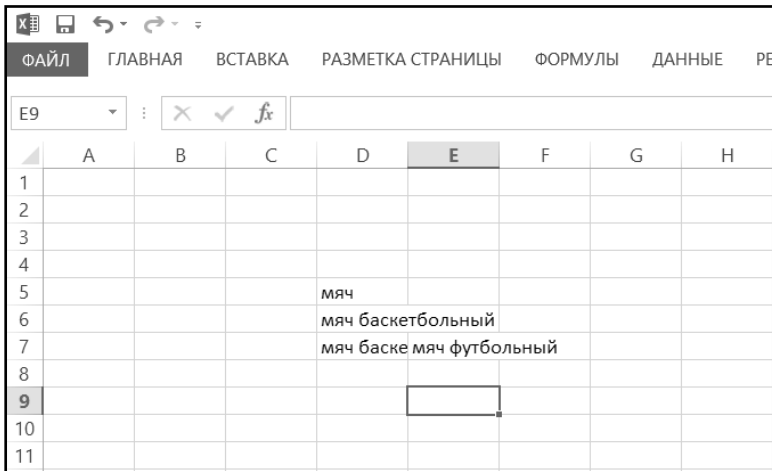 ФАЙЛ ГЛАВНАЯ ВСТАВКА РАЗМЕТКА СТРАНИЦЫ ФОРМУЛЫ ДАННЫЕ РЕ
E9 fx
A B C D E F G H
1
2
3
4
5 мяч
6 мяч баскетбольный
7 мяч баске мяч футбольный
8
9
10
11